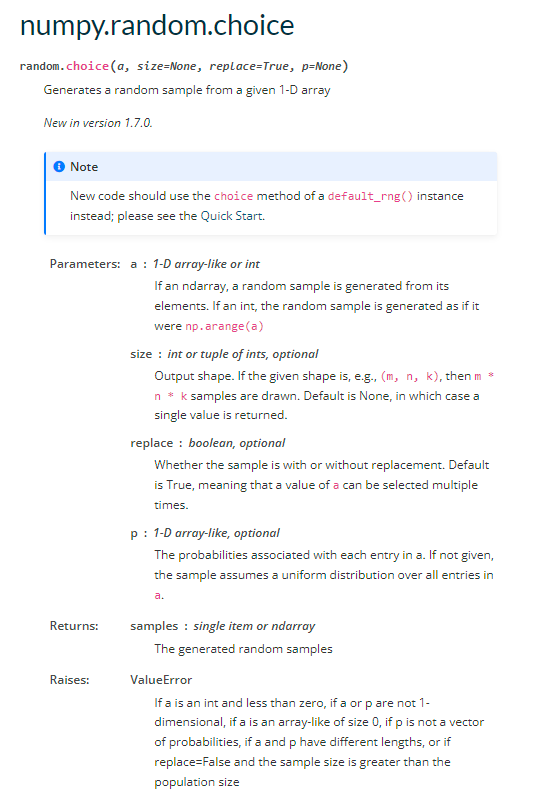 numpy.random.choice
random.choice(a, size=None, replace=True, p=None)
Generates a random sample from a given 1-D array
New in version 1.7.0.
Note
New code should use the choice method of a default_rng() instance
instead; please see the Quick Start.
Parameters: a : 1-D array-like or int
If an ndarray, a random sample is generated from its
elements. If an int, the random sample is generated as if it
were np.arange(a)
size : int or tuple of ints, optional
Output shape. If the given shape is, e.g., (m, n, k), then m *
n * k samples are drawn. Default is None, in which case a
single value is returned.
replace : boolean, optional
Whether the sample is with or without replacement. Default
is True, meaning that a value of a can be selected multiple
times.
p : 1-D array-like, optional
The probabilities associated with each entry in a. If not given,
the sample assumes a uniform distribution over all entries in
a.
Returns: samples : single item or ndarray
The generated random samples
Raises: ValueError
If a is an int and less than zero, if a or p are not 1-
dimensional, if a is an array-like of size 0, if p is not a vector
of probabilities, if a and p have different lengths, or if
replace=False and the sample size is greater than the
population size